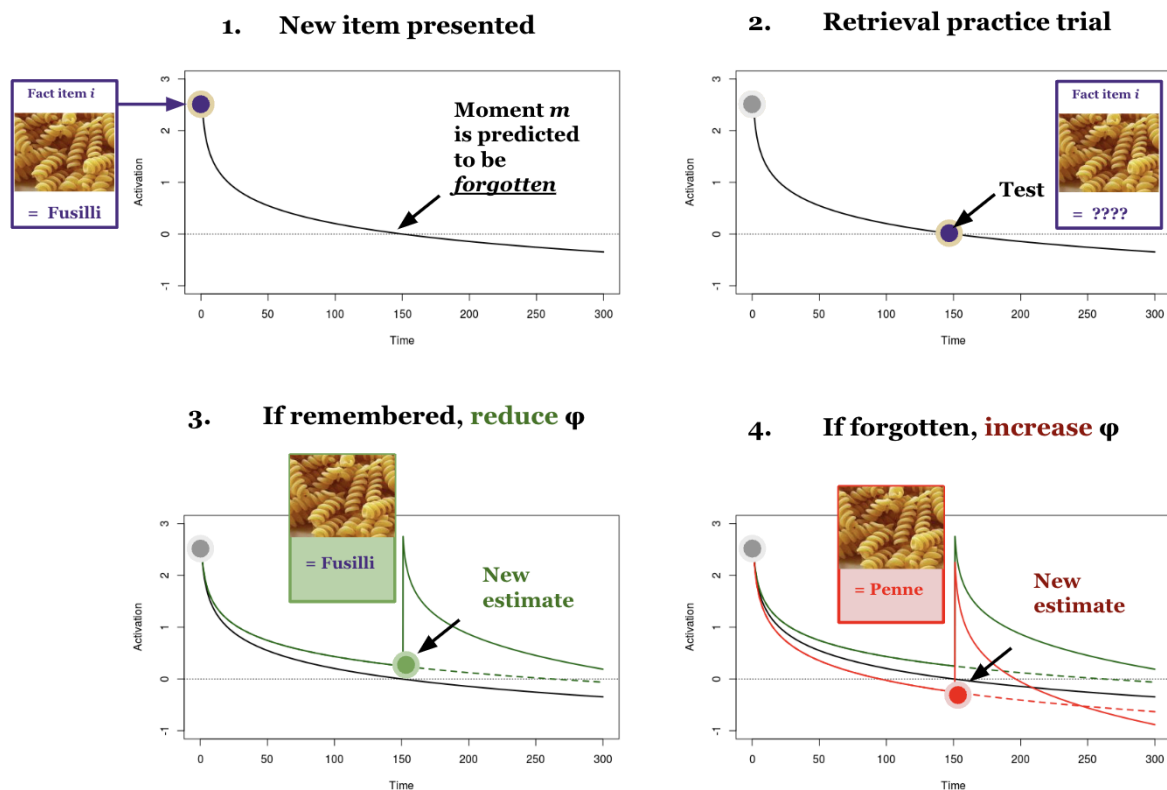 1. New item presented
Fact item i
= Fusilli
Moment m
is predicted
to be
forgotten
Activation
3
2
1
0
-1
0 50 100 150 200 250 300
Time
2. Retrieval practice trial
Fact item i
= ????
Test
Activation
3
2
1
0
-1
0 50 100 150 200 250 300
Time
3. If remembered, reduce φ
= Fusilli
New
estimate
Activation
3
2
1
0
-1
0 50 100 150 200 250 300
Time
4. If forgotten, increase φ
= Penne
New
estimate
Activation
3
2
1
0
-1
0 50 100 150 200 250 300
Time